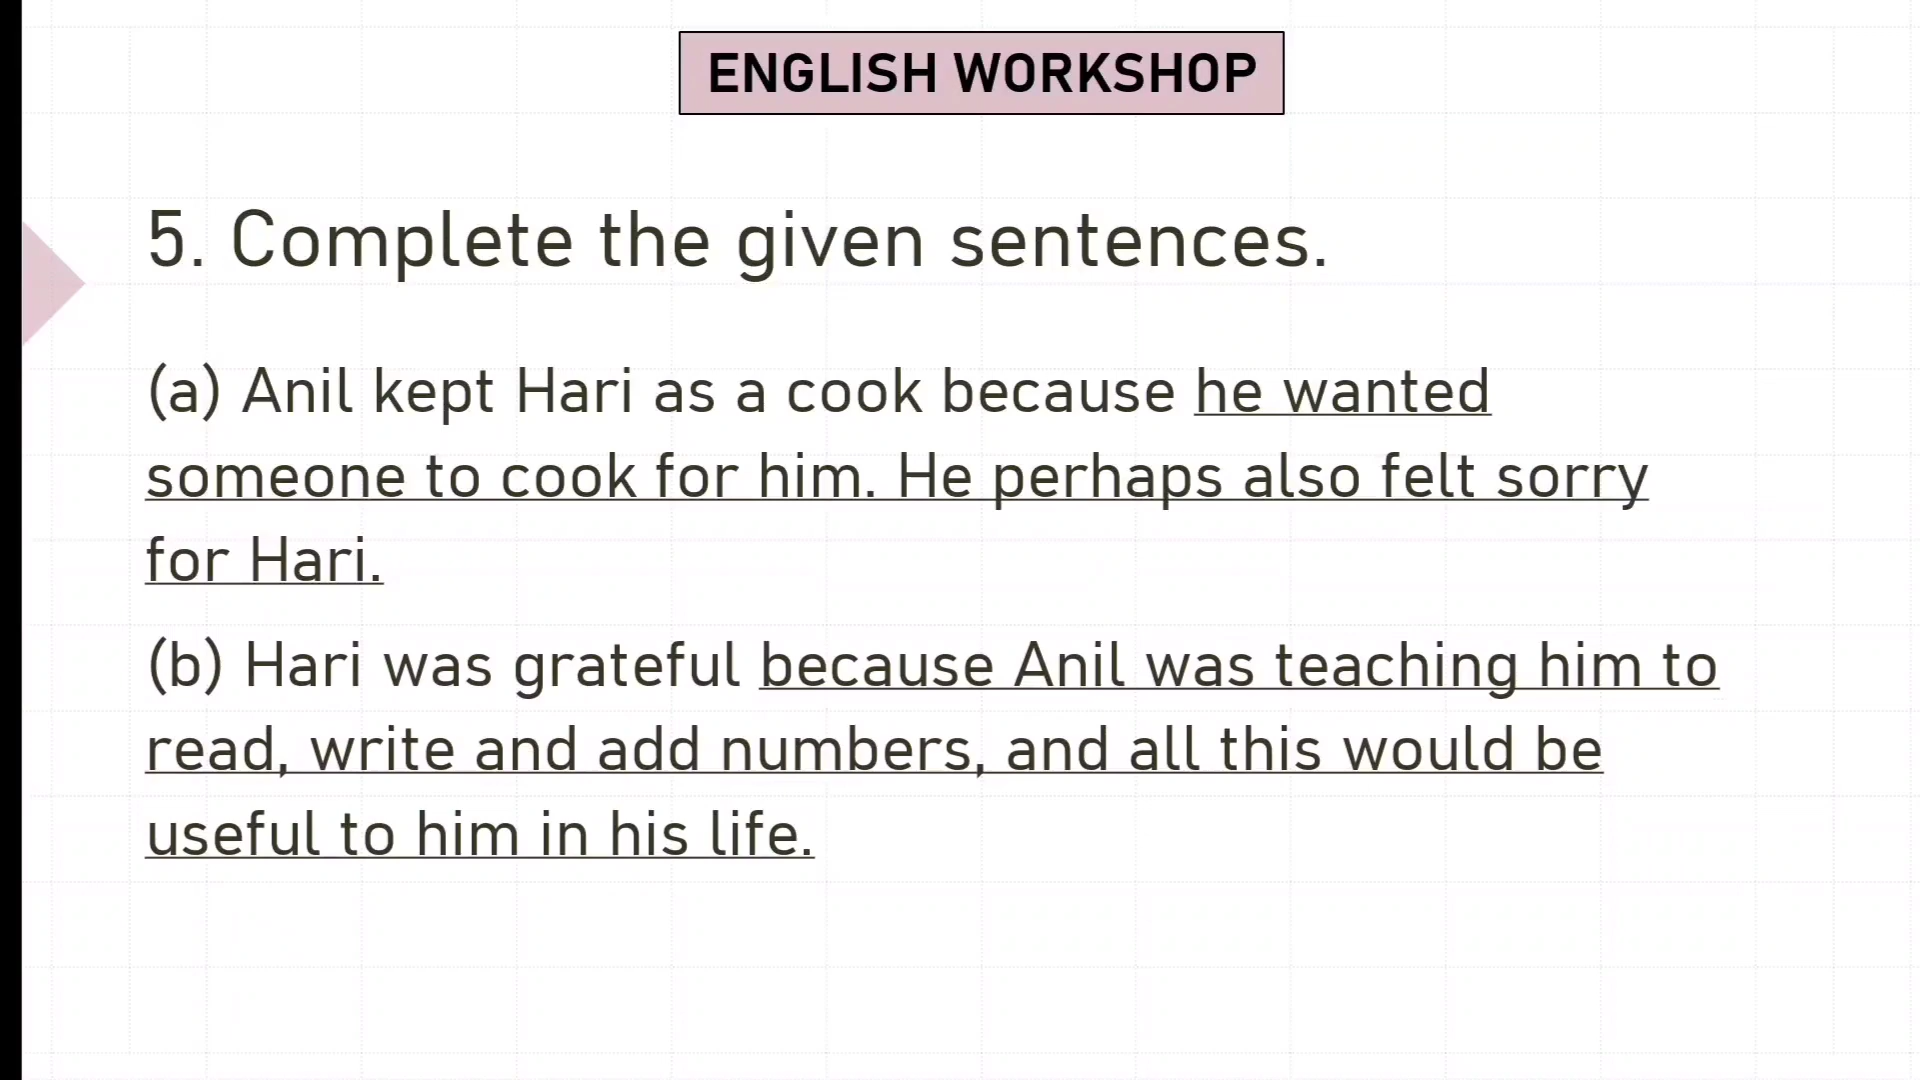 ENGLISH WORKSHOP
5. Complete the given sentences.
(a) Anil kept Hari as a cook because he wanted
someone to cook for him. He perhaps also felt sorry
for Hari.
(b) Hari was grateful because Anil was teaching him to
read, write and add numbers, and all this would be
useful to him in his life.